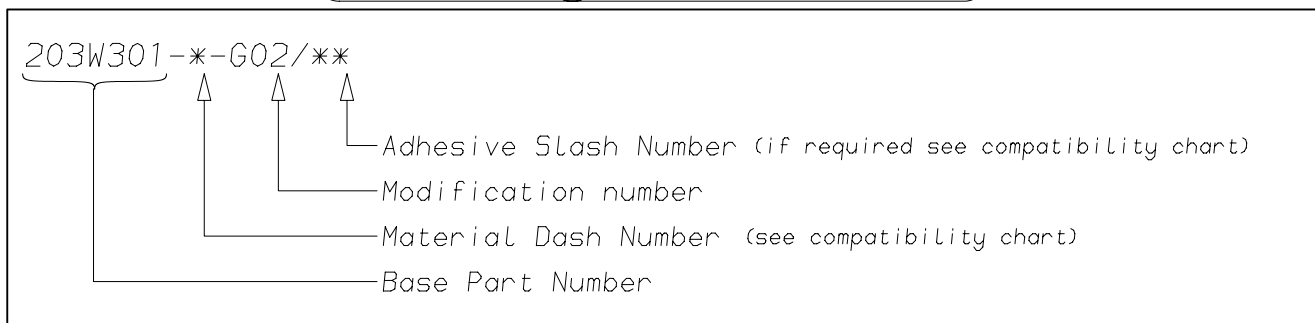 203W301-*-G02/**
Adhesive Slash Number (if required see compatibility chart)
Modification number
Material Dash Number (see compatibility chart)
Base Part Number